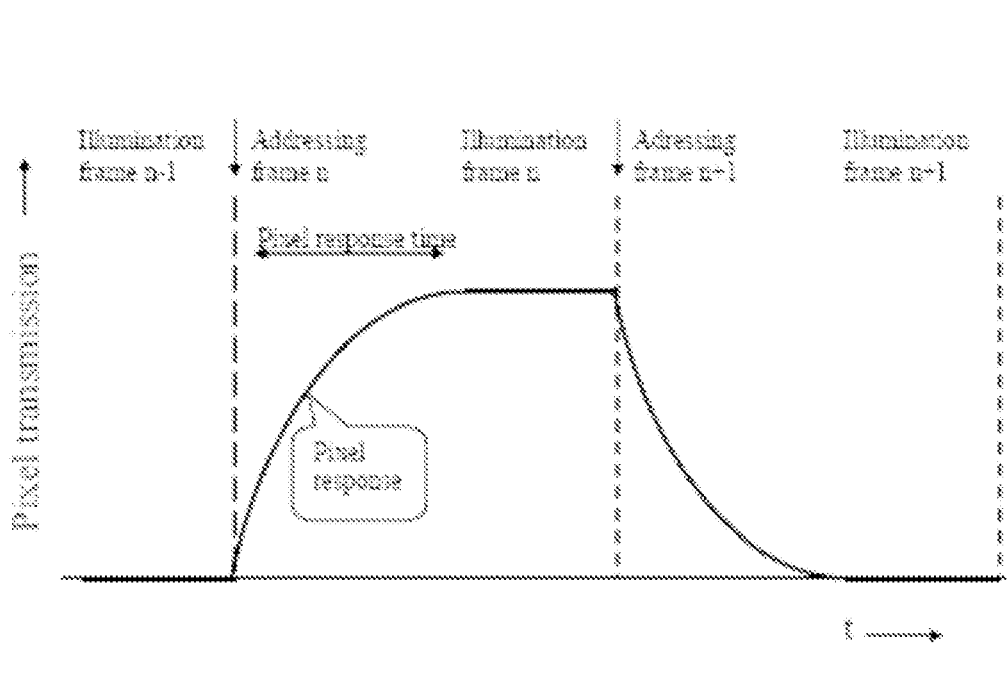 Illumination
frame n-1
Addressing
frame n
Illumination
frame n
Adressing
frame n+1
Illumination
frame n+1
Pixel response time
Pixel transmission
Pixel
response
t